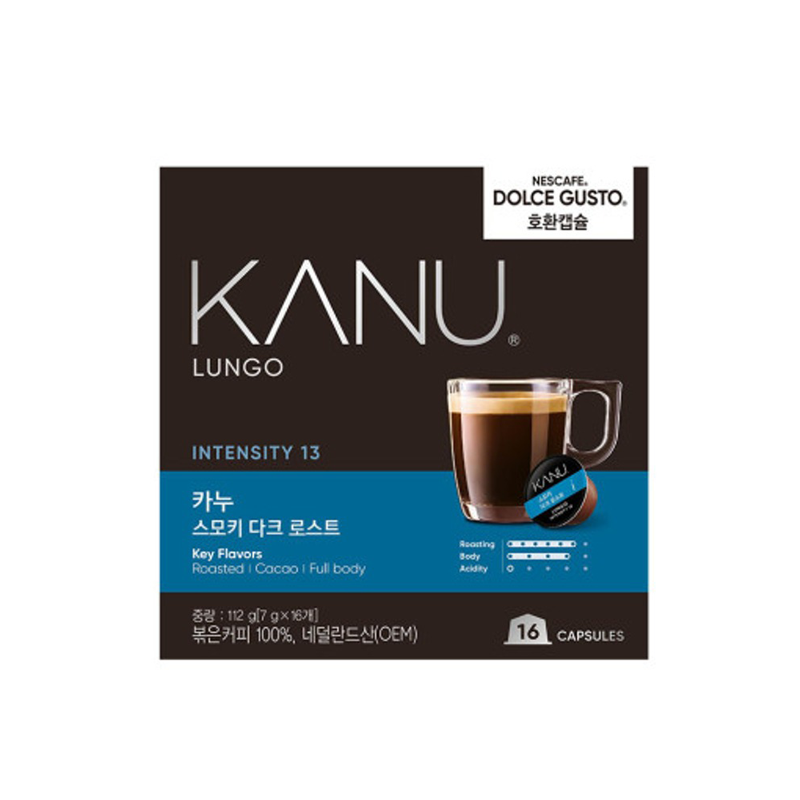 NESCAFE®
DOLCE GUSTO®
호환캡슐
KANU®
LUNGO
INTENSITY 13
카누
스모키 다크 로스트
Key Flavors
Roasted | Cacao | Full body
KANU
Roasting
Body
Acidity
중량 : 112 g[7 g×16개]
볶은커피 100%, 네덜란드산(OEM)
16 CAPSULES